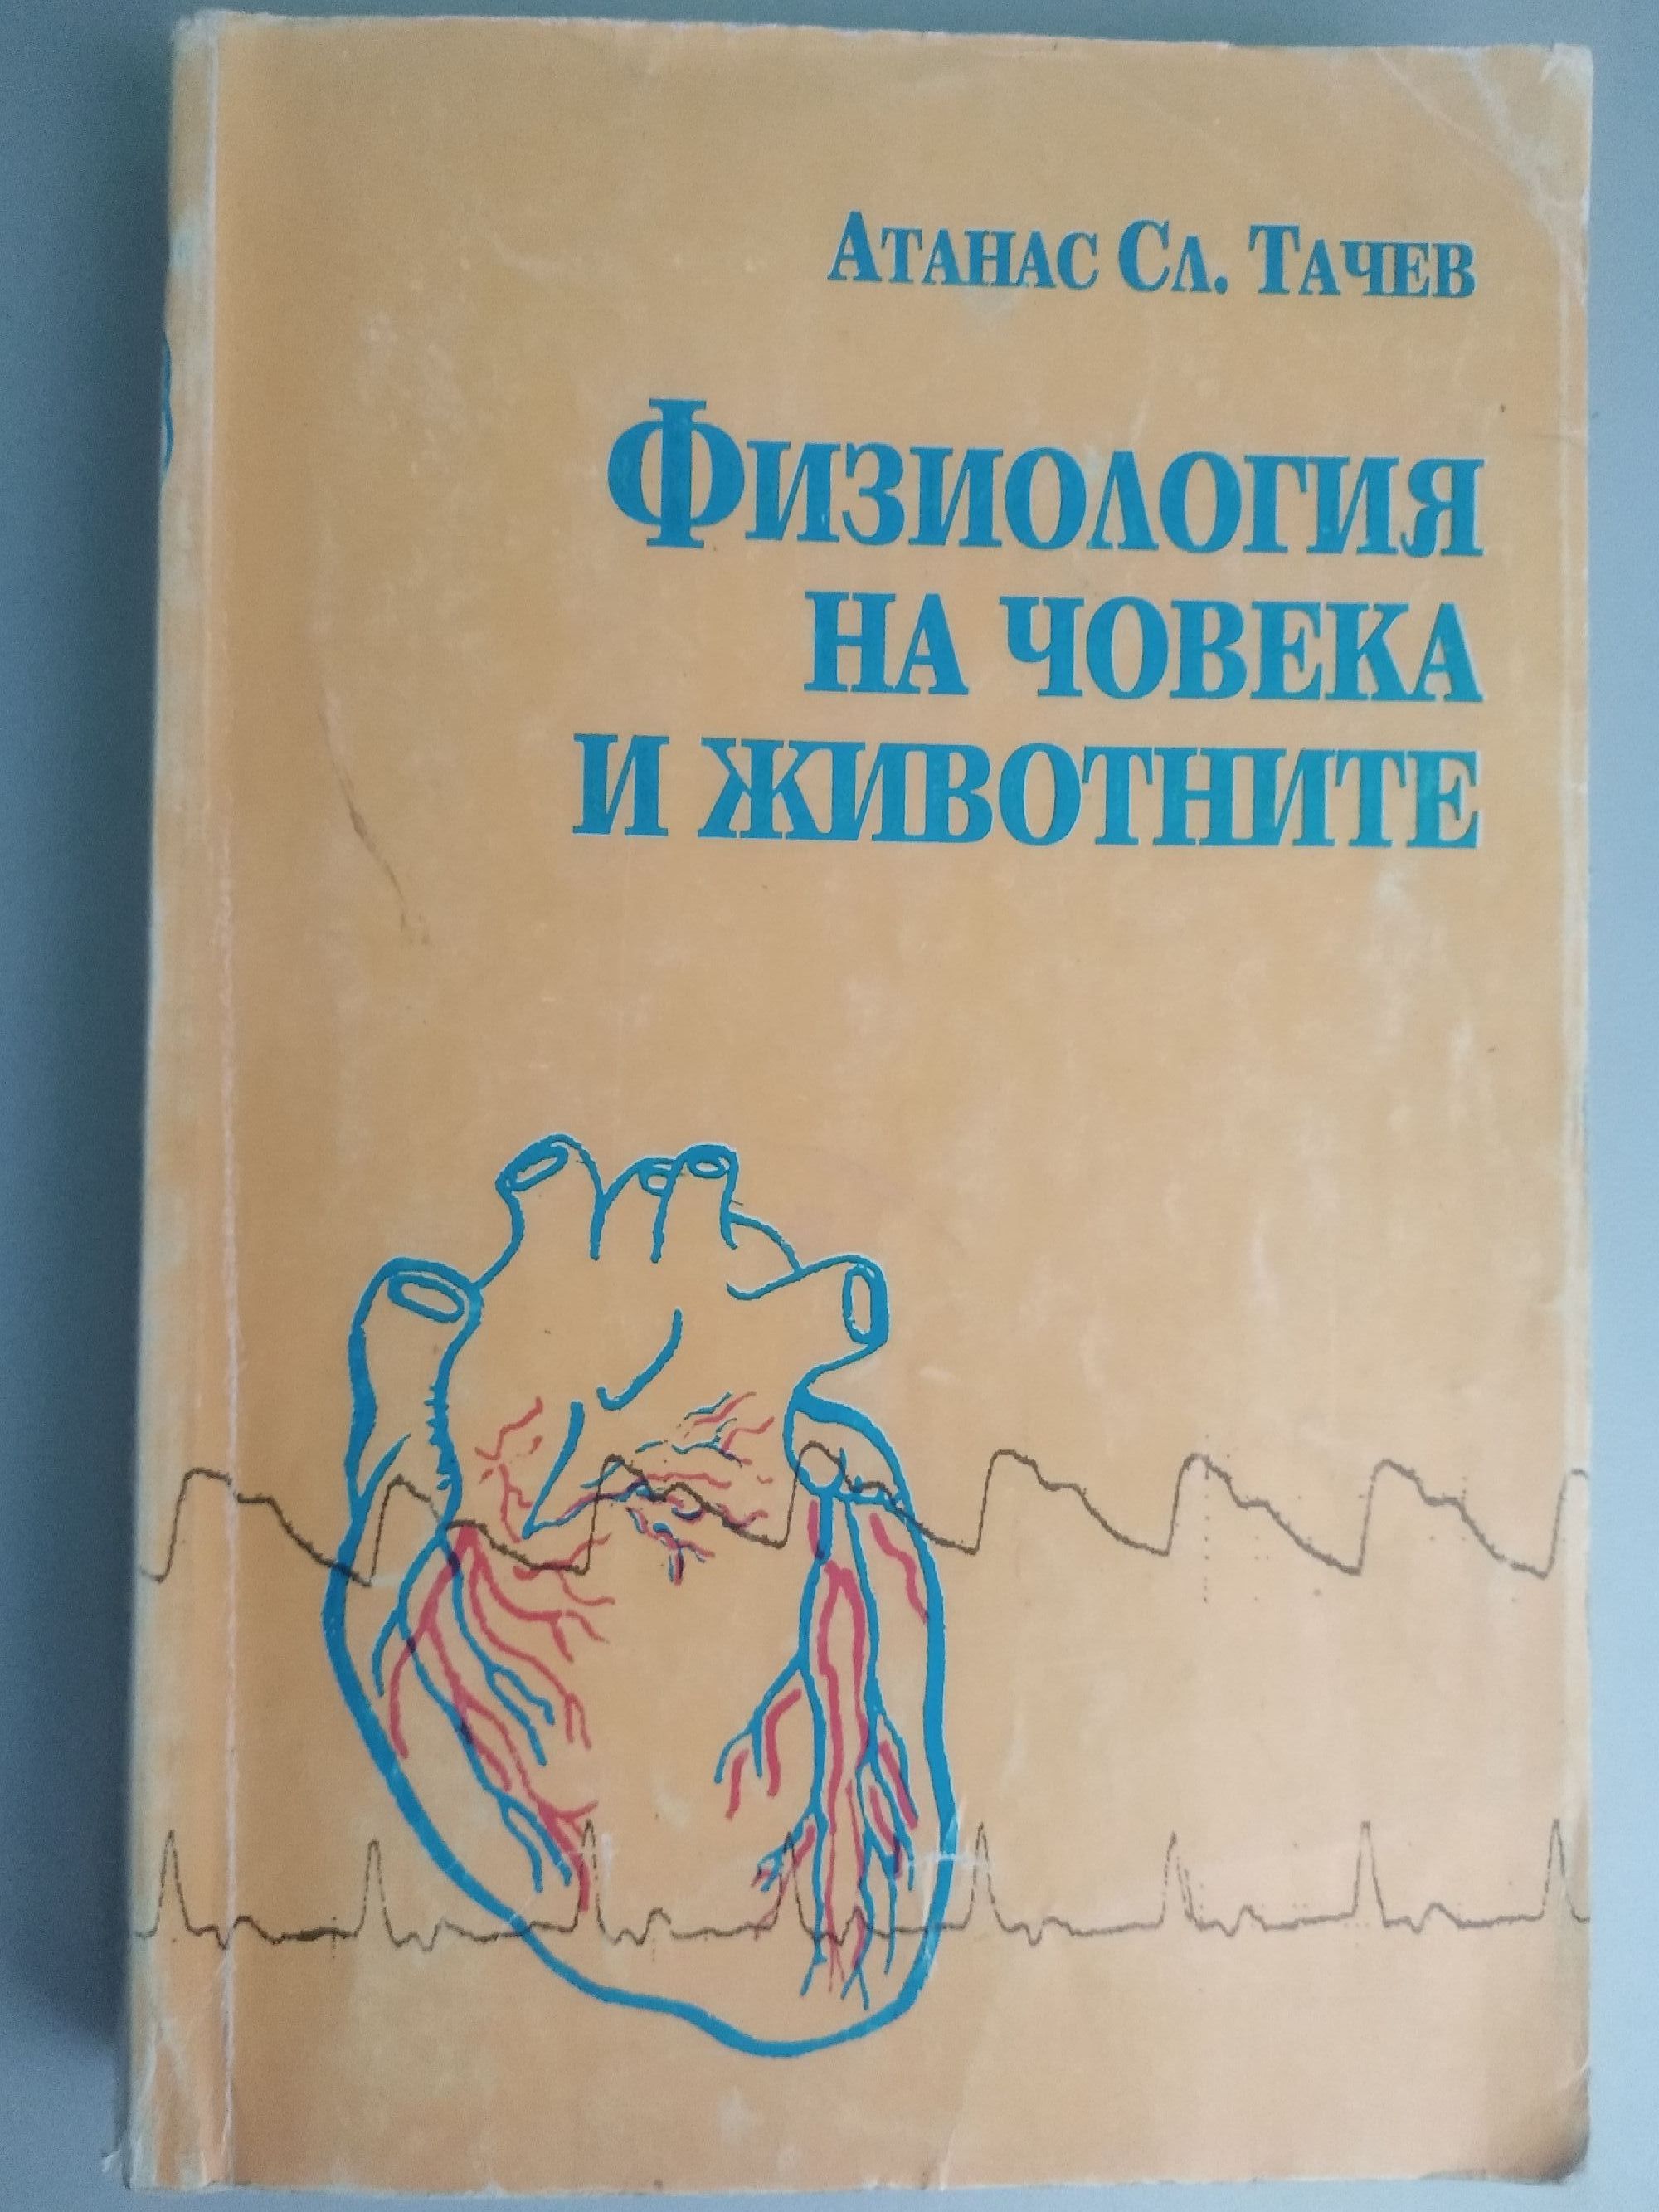 Атанас Сл. Тачев
Физиология
на човека
и животните